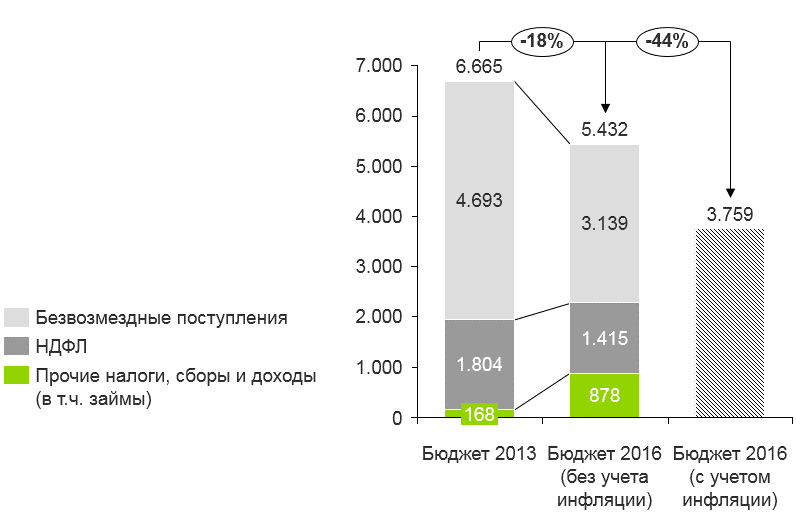 -18%
-44%
7.000
6.000
5.000
4.000
3.000
2.000
1.000
0
6.665
4.693
1.804
168
5.432
3.139
1.415
878
3.759
Безвозмездные поступления
НДФЛ
Прочие налоги, сборы и доходы
(в т.ч. займы)
Бюджет 2013
Бюджет 2016
(без учета
инфляции)
Бюджет 2016
(с учетом
инфляции)